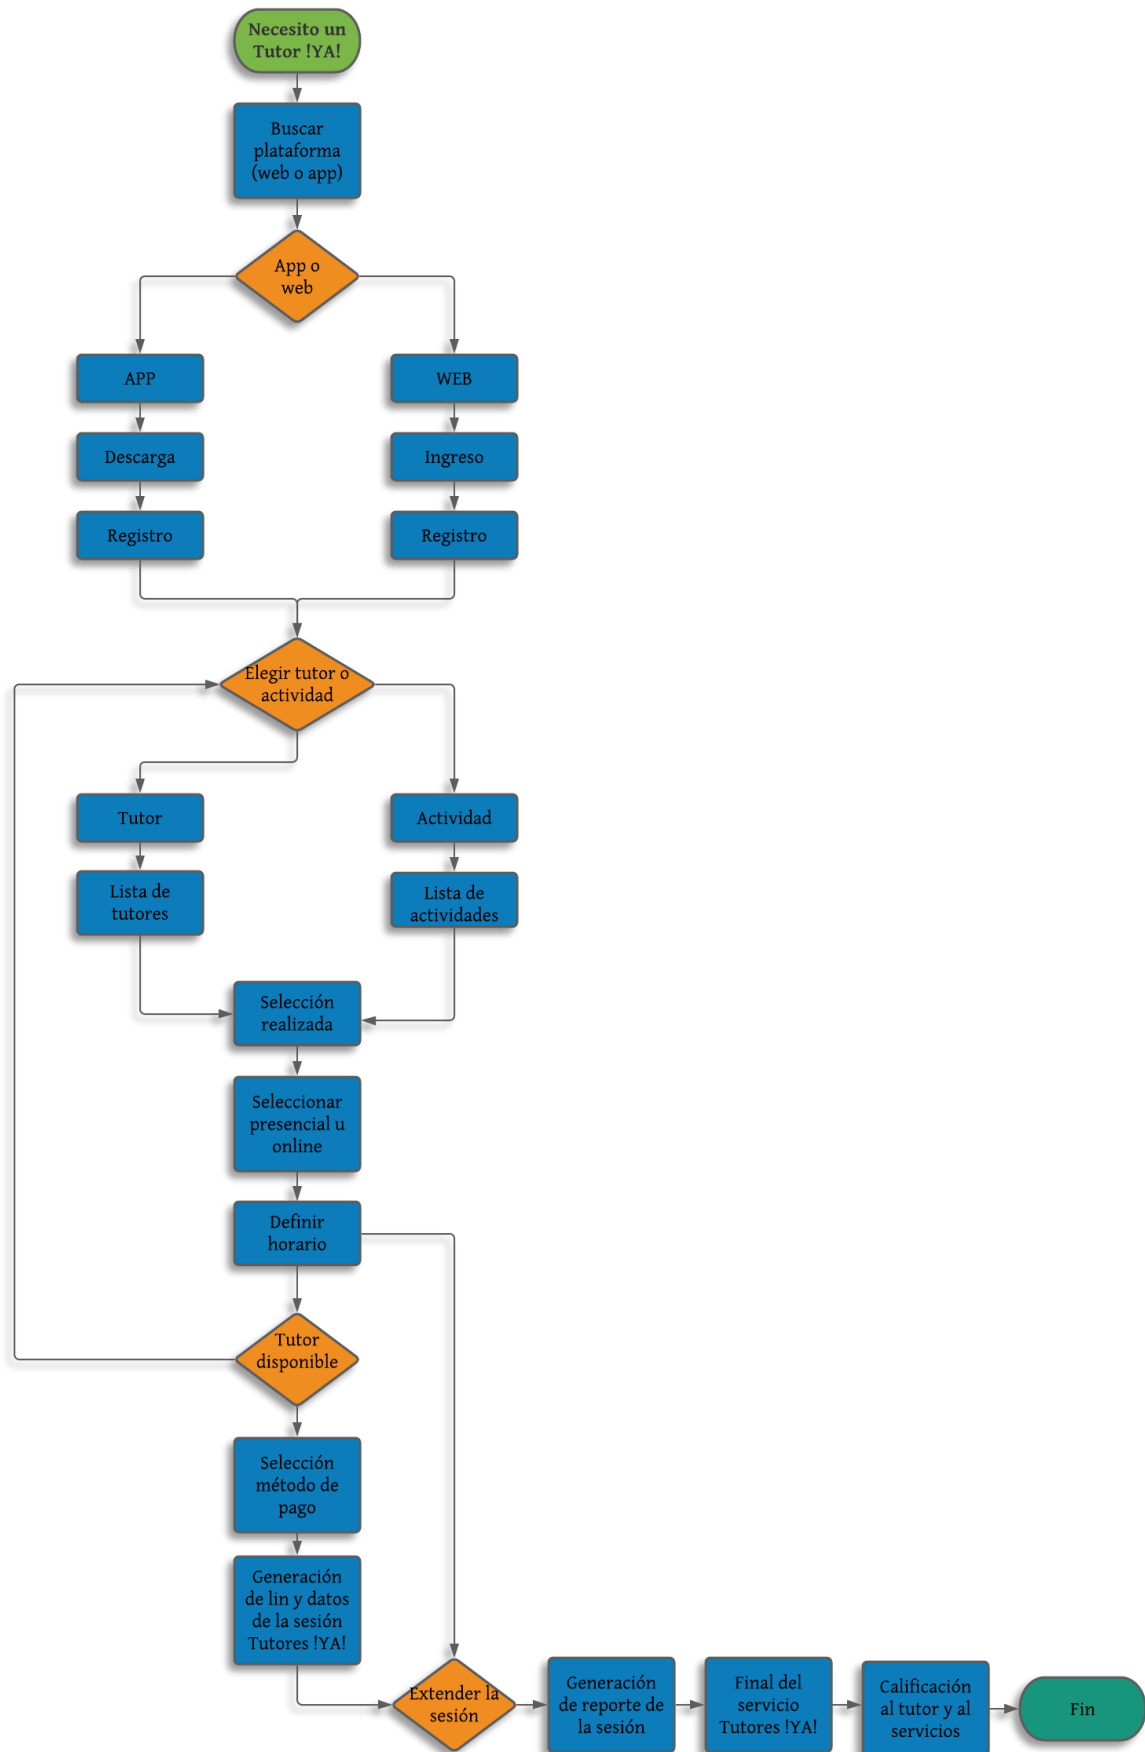 Necesito un
Tutor !YA!
Buscar
plataforma
(web o app)
App o
web
APP
WEB
Descarga
Ingreso
Registro
Registro
Elegir tutor o
actividad
Tutor
Actividad
Lista de
tutores
Lista de
actividades
Selección
realizada
Seleccionar
presencial u
online
Definir
horario
Tutor
disponible
Selección
método de
pago
Generación
de lin y datos
de la sesión
Tutores !YA!
Extender la
sesión
Generación
de reporte de
la sesión
Final del
servicio
Tutores !YA!
Calificación
al tutor y al
servicios
Fin